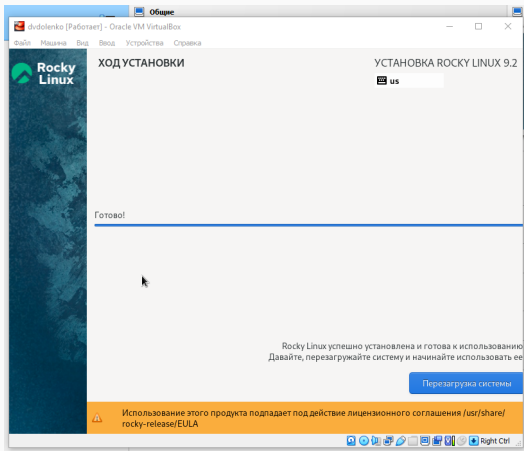 Общие
dvdolenko [Работает] - Oracle VM VirtualBox
Файл Машина Вид Ввод Устройства Справка
Rocky
Linux
ХОД УСТАНОВКИ
УСТАНОВКА ROCKY LINUX 9.2
us
Готово!
Rocky Linux успешно установлена и готова к использованию
Давайте, перезагружайте систему и начинайте использовать ее
Перезагрузка системы
Использование этого продукта подпадает под действие лицензионного соглашения /usr/share/
rocky-release/EULA
Right Ctrl